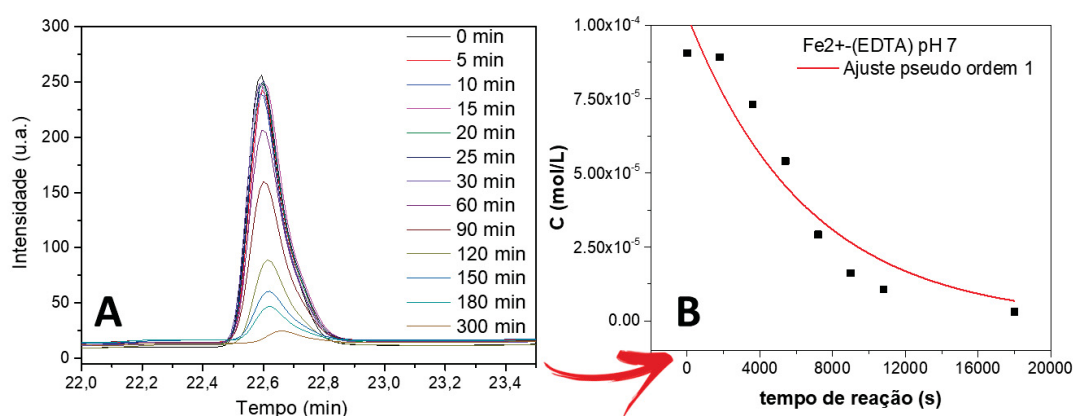 300
250
200
150
100
50
0
Intensidade (u.a.)
0 min
5 min
10 min
15 min
20 min
25 min
30 min
60 min
90 min
120 min
150 min
180 min
300 min
A
22,0 22,2 22,4 22,6 22,8 23,0 23,2 23,4
Tempo (min)
1.00x10⁻⁴
7.50x10⁻⁵
5.00x10⁻⁵
2.50x10⁻⁵
0.00
C (mol/L)
Fe2+-(EDTA) pH 7
Ajuste pseudo ordem 1
B
0 4000 8000 12000 16000 20000
tempo de reação (s)